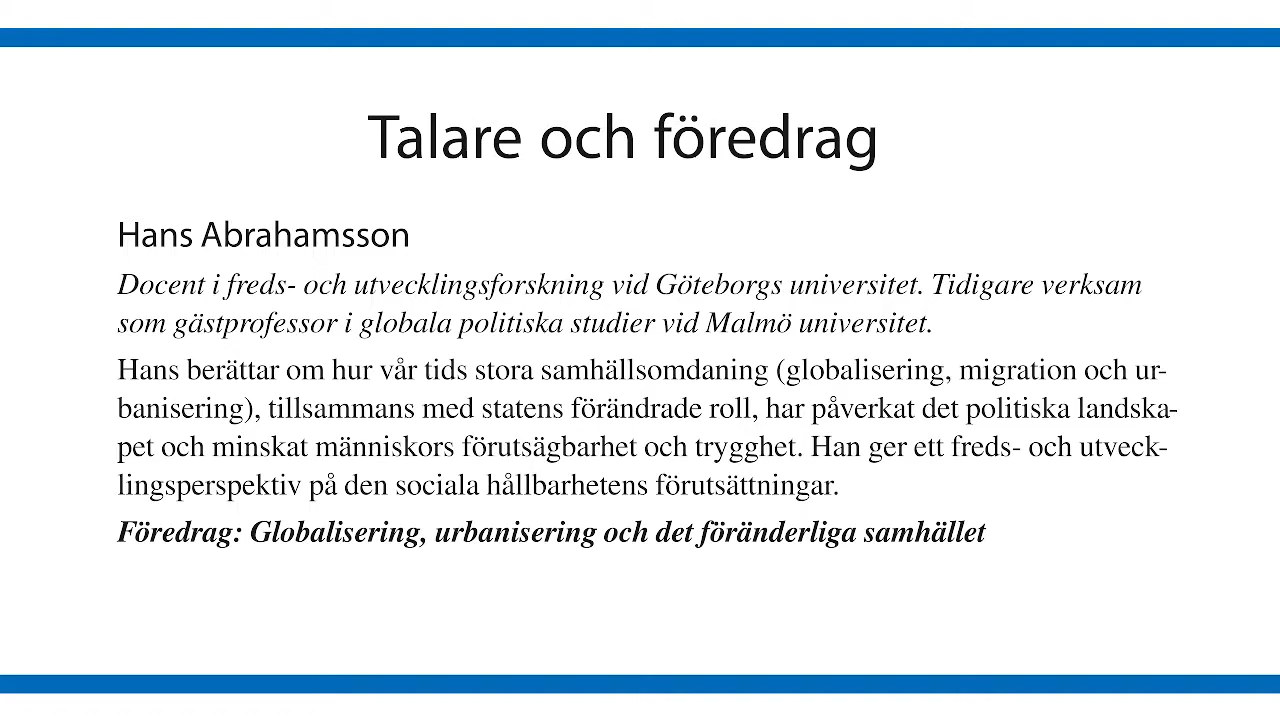 Talare och föredrag
Hans Abrahamsson
Docent i freds- och utvecklingsforskning vid Göteborgs universitet. Tidigare verksam
som gästprofessor i globala politiska studier vid Malmö universitet.
Hans berättar om hur vår tids stora samhällsomdaning (globalisering, migration och ur-
banisering), tillsammans med statens förändrade roll, har påverkat det politiska landska-
pet och minskat människors förutsägbarhet och trygghet. Han ger ett freds- och utveck-
lingsperspektiv på den sociala hållbarhetens förutsättningar.
Föredrag: Globalisering, urbanisering och det föränderliga samhället